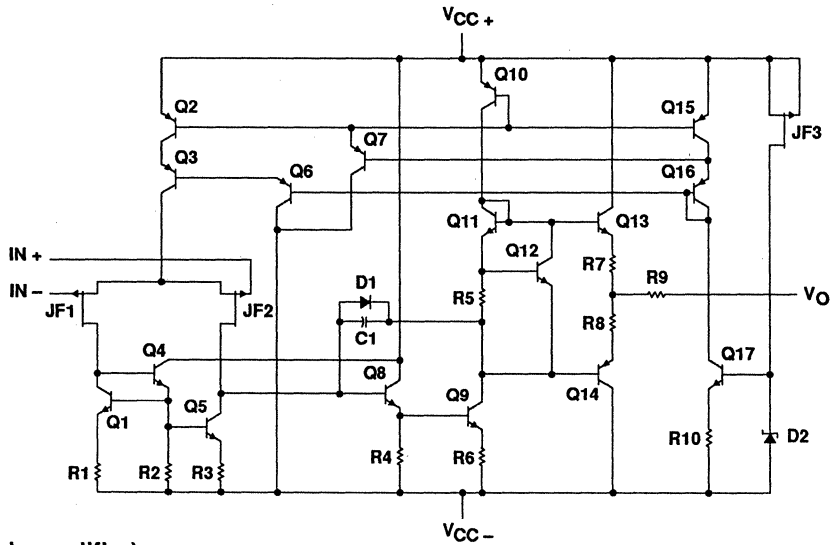 VCC+
Q10
Q2
Q7
Q15
JF3
Q3
Q6
Q16
Q11
Q13
Q12
IN +
R7
D1
R9
IN −
VO
JF1
JF2
R5
R8
C1
Q4
Q8
Q9
Q14
Q17
Q1
Q5
D2
R10
R1
R2
R3
R4
R6
VCC−